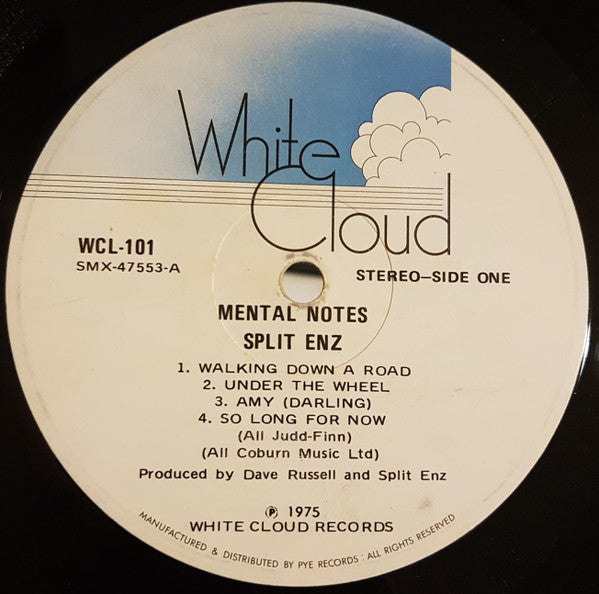 White
Cloud
WCL-101
SMX-47553-A
STEREO—SIDE ONE
MENTAL NOTES
SPLIT ENZ
1. WALKING DOWN A ROAD
2. UNDER THE WHEEL
3. AMY (DARLING)
4. SO LONG FOR NOW
(All Judd-Finn)
(All Coburn Music Ltd)
Produced by Dave Russell and Split Enz
℗ 1975
WHITE CLOUD RECORDS
MANUFACTURED & DISTRIBUTED BY PYE RECORDS : ALL RIGHTS RESERVED